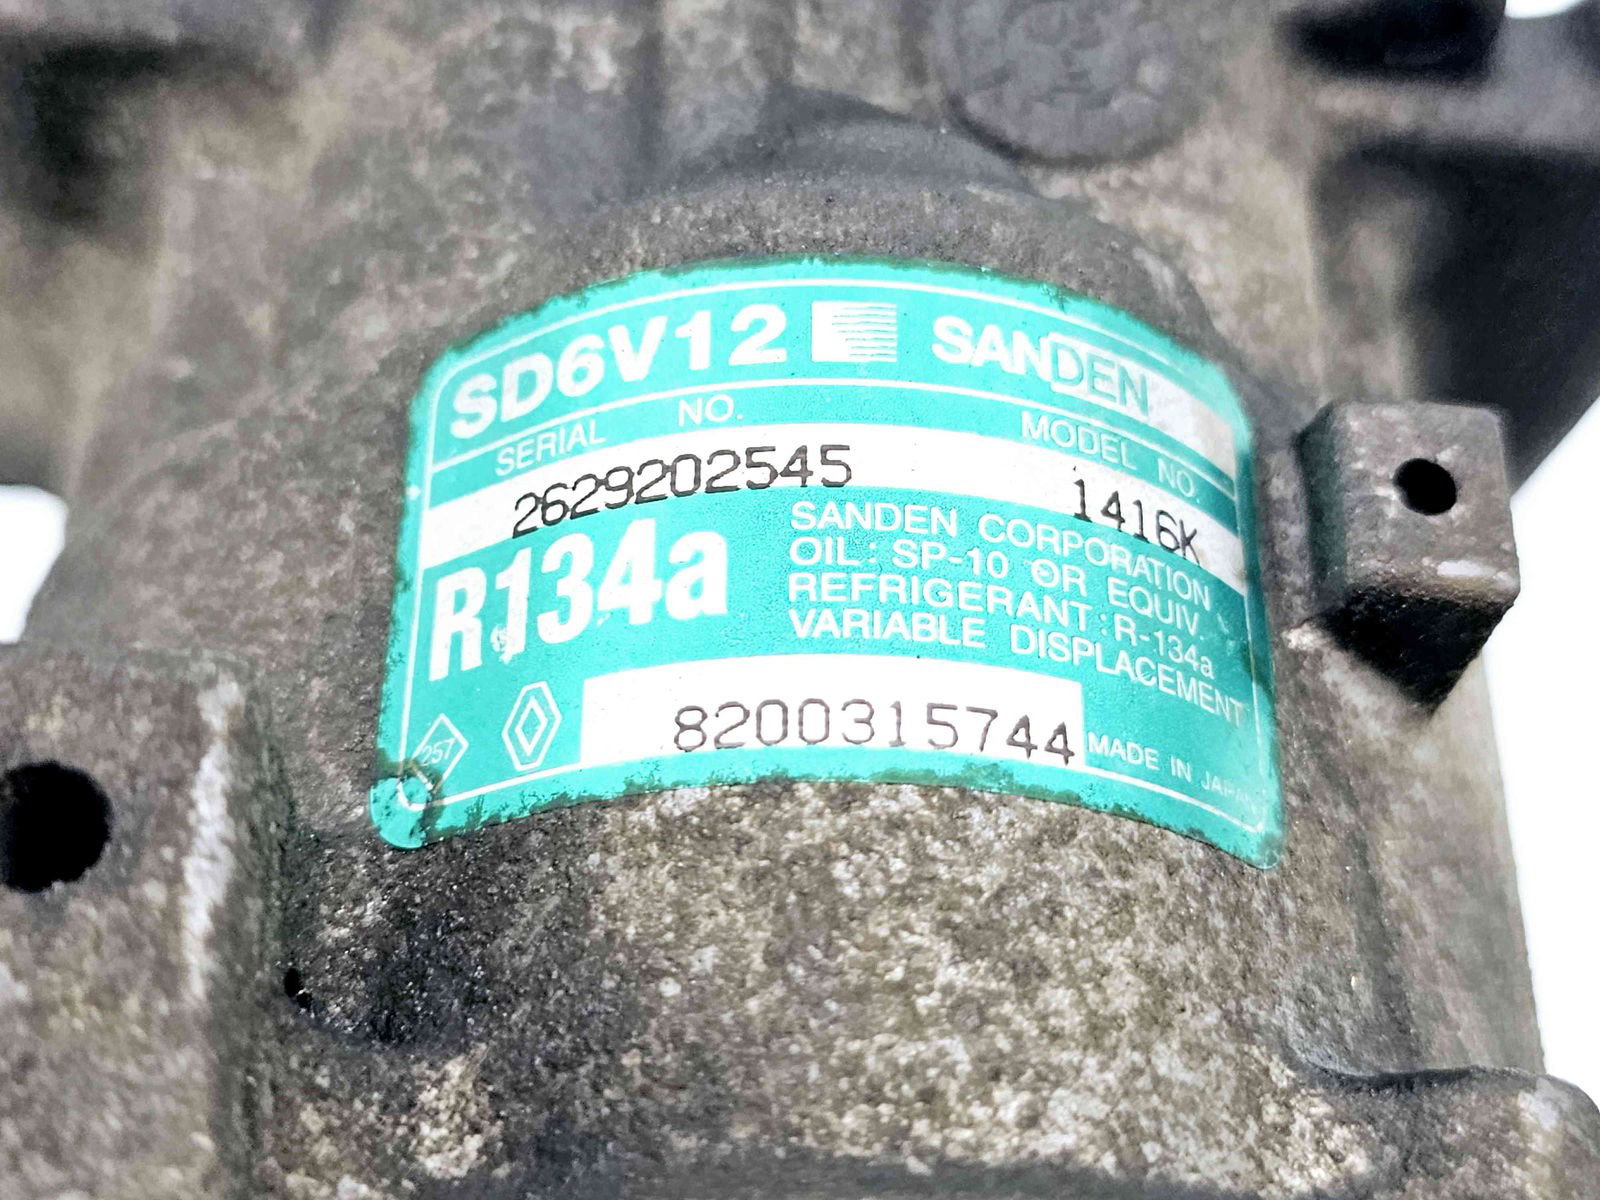 SD6V12 SANDEN
SERIAL NO. MODEL NO.
2629202545 1416K
R134a
SANDEN CORPORATION
OIL: SP-10 OR EQUIV.
REFRIGERANT: R-134a
VARIABLE DISPLACEMENT
257
8200315744
MADE IN JAPAN